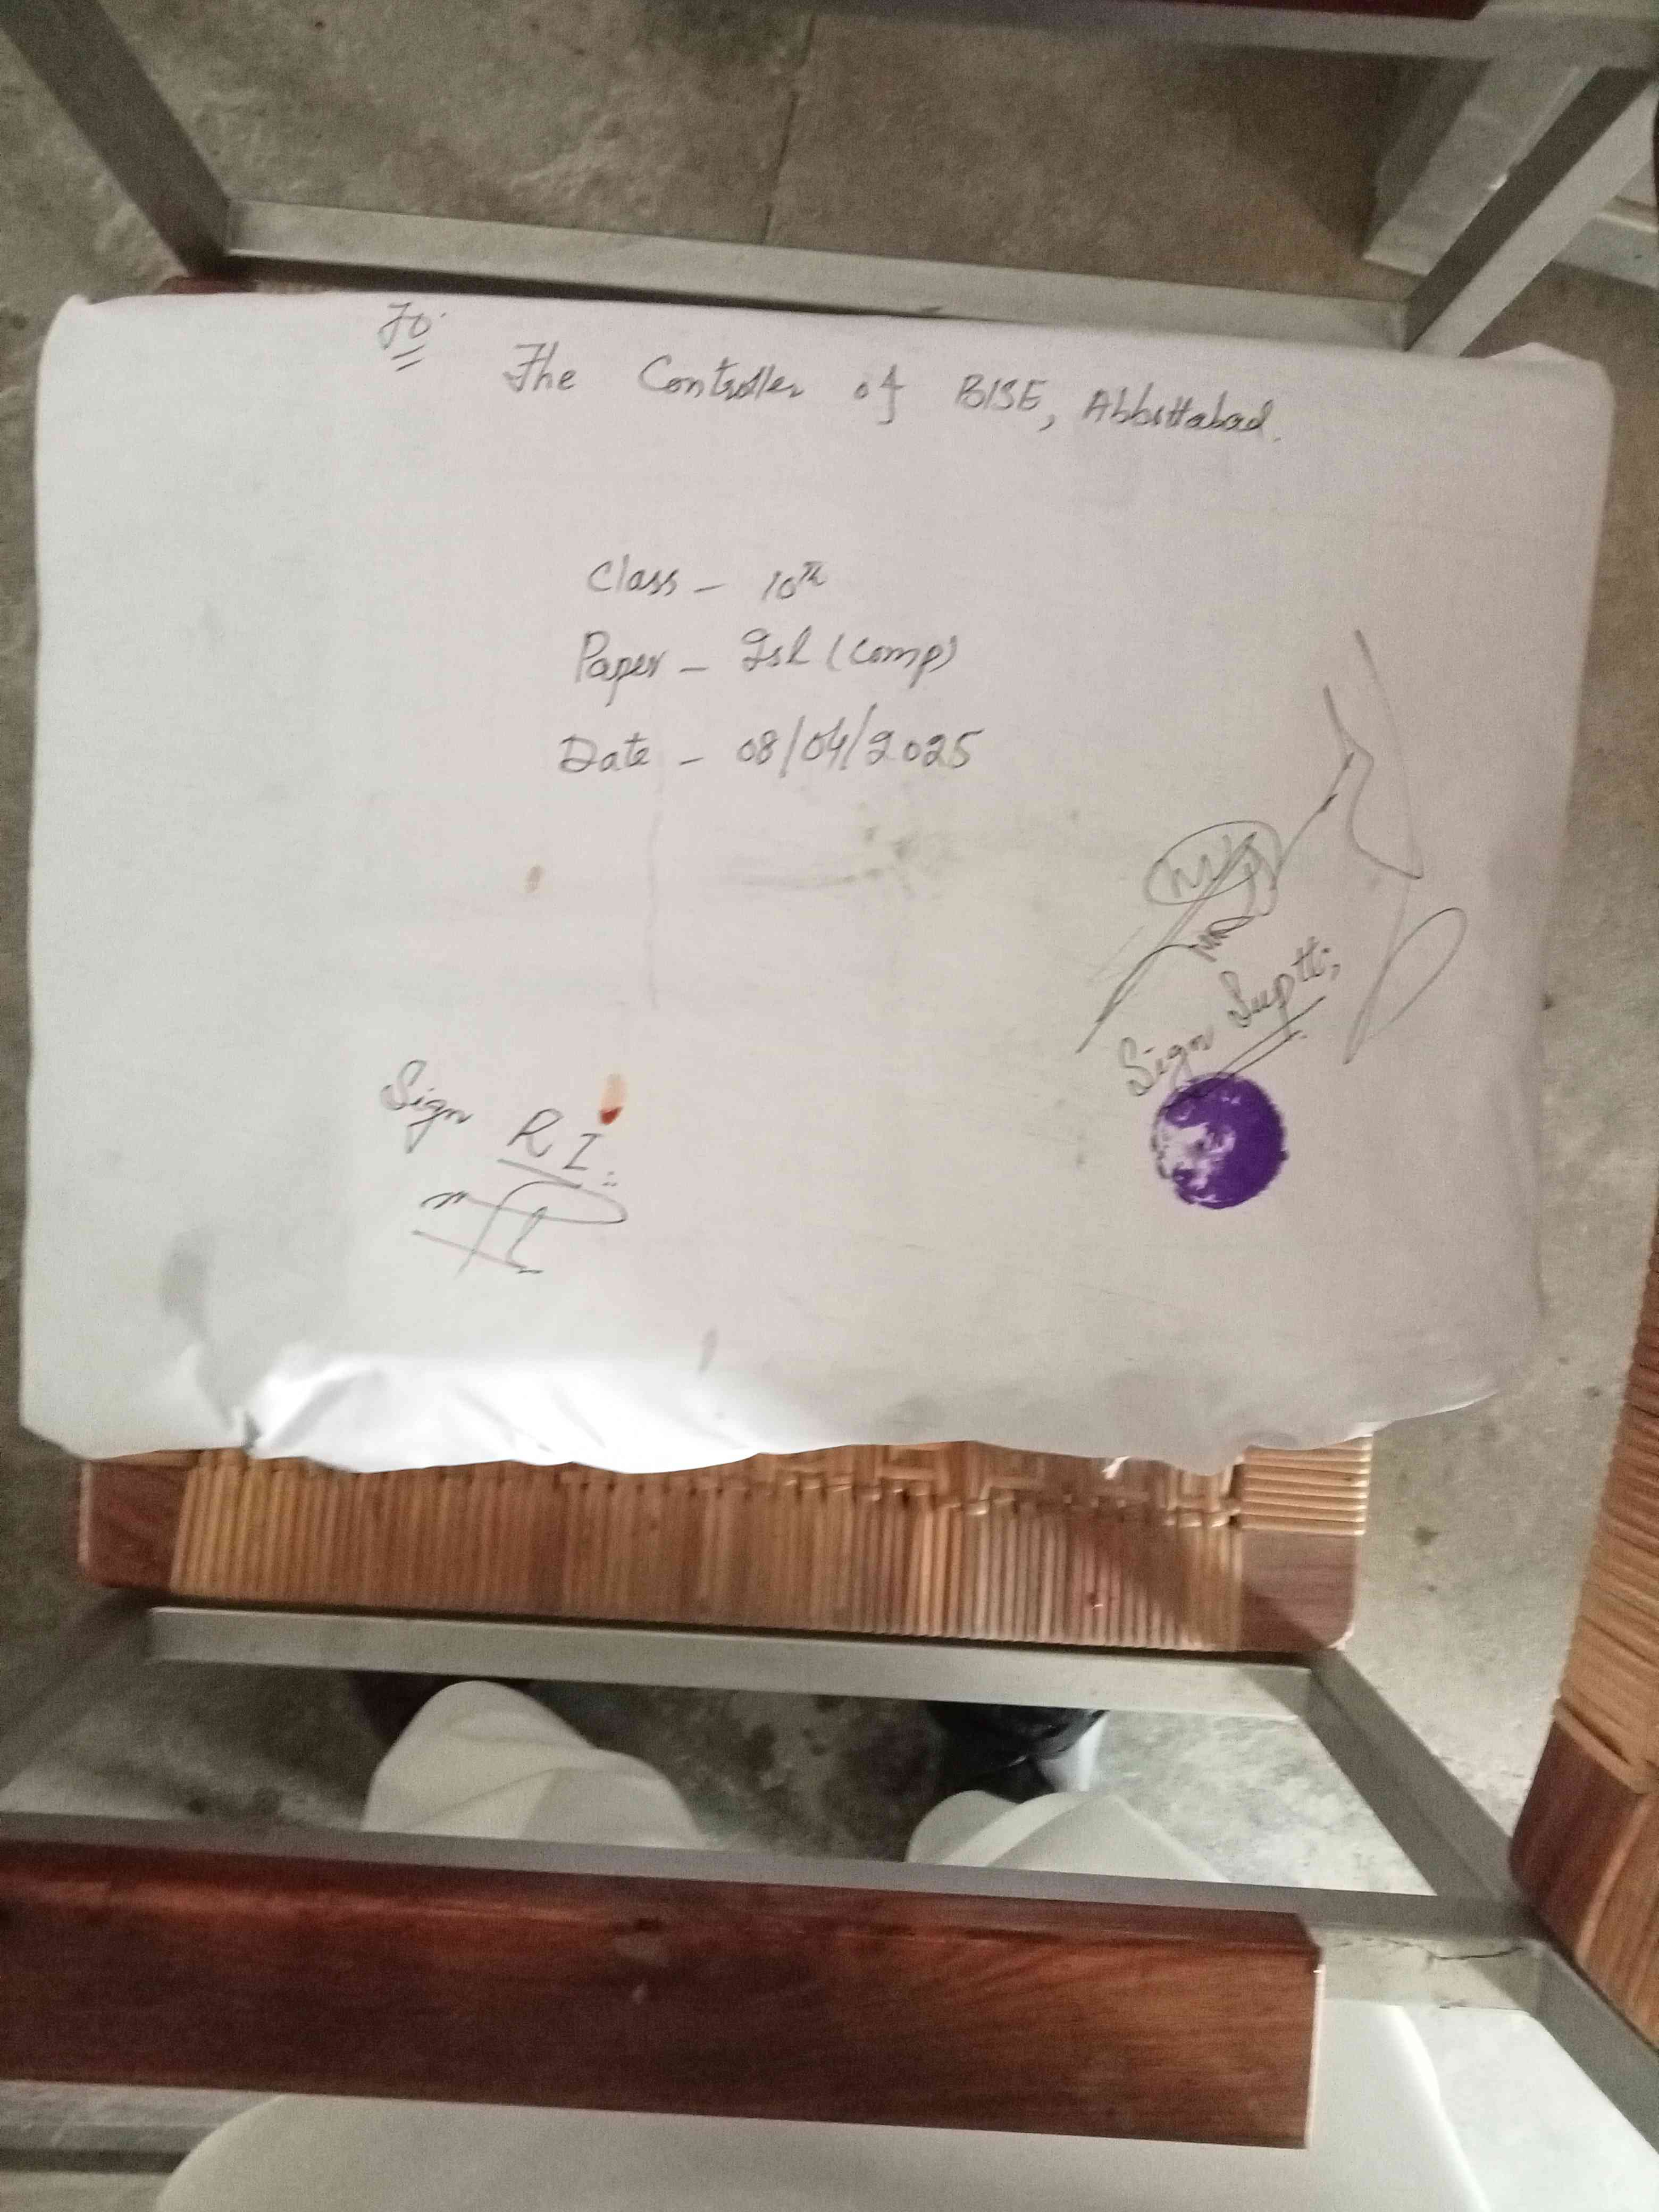 To.
The Controller of BISE, Abbottabad.
Class - 10th
Paper - Isl (Comp)
Date - 08/04/2025
Sign Suptt;
Sign R I: